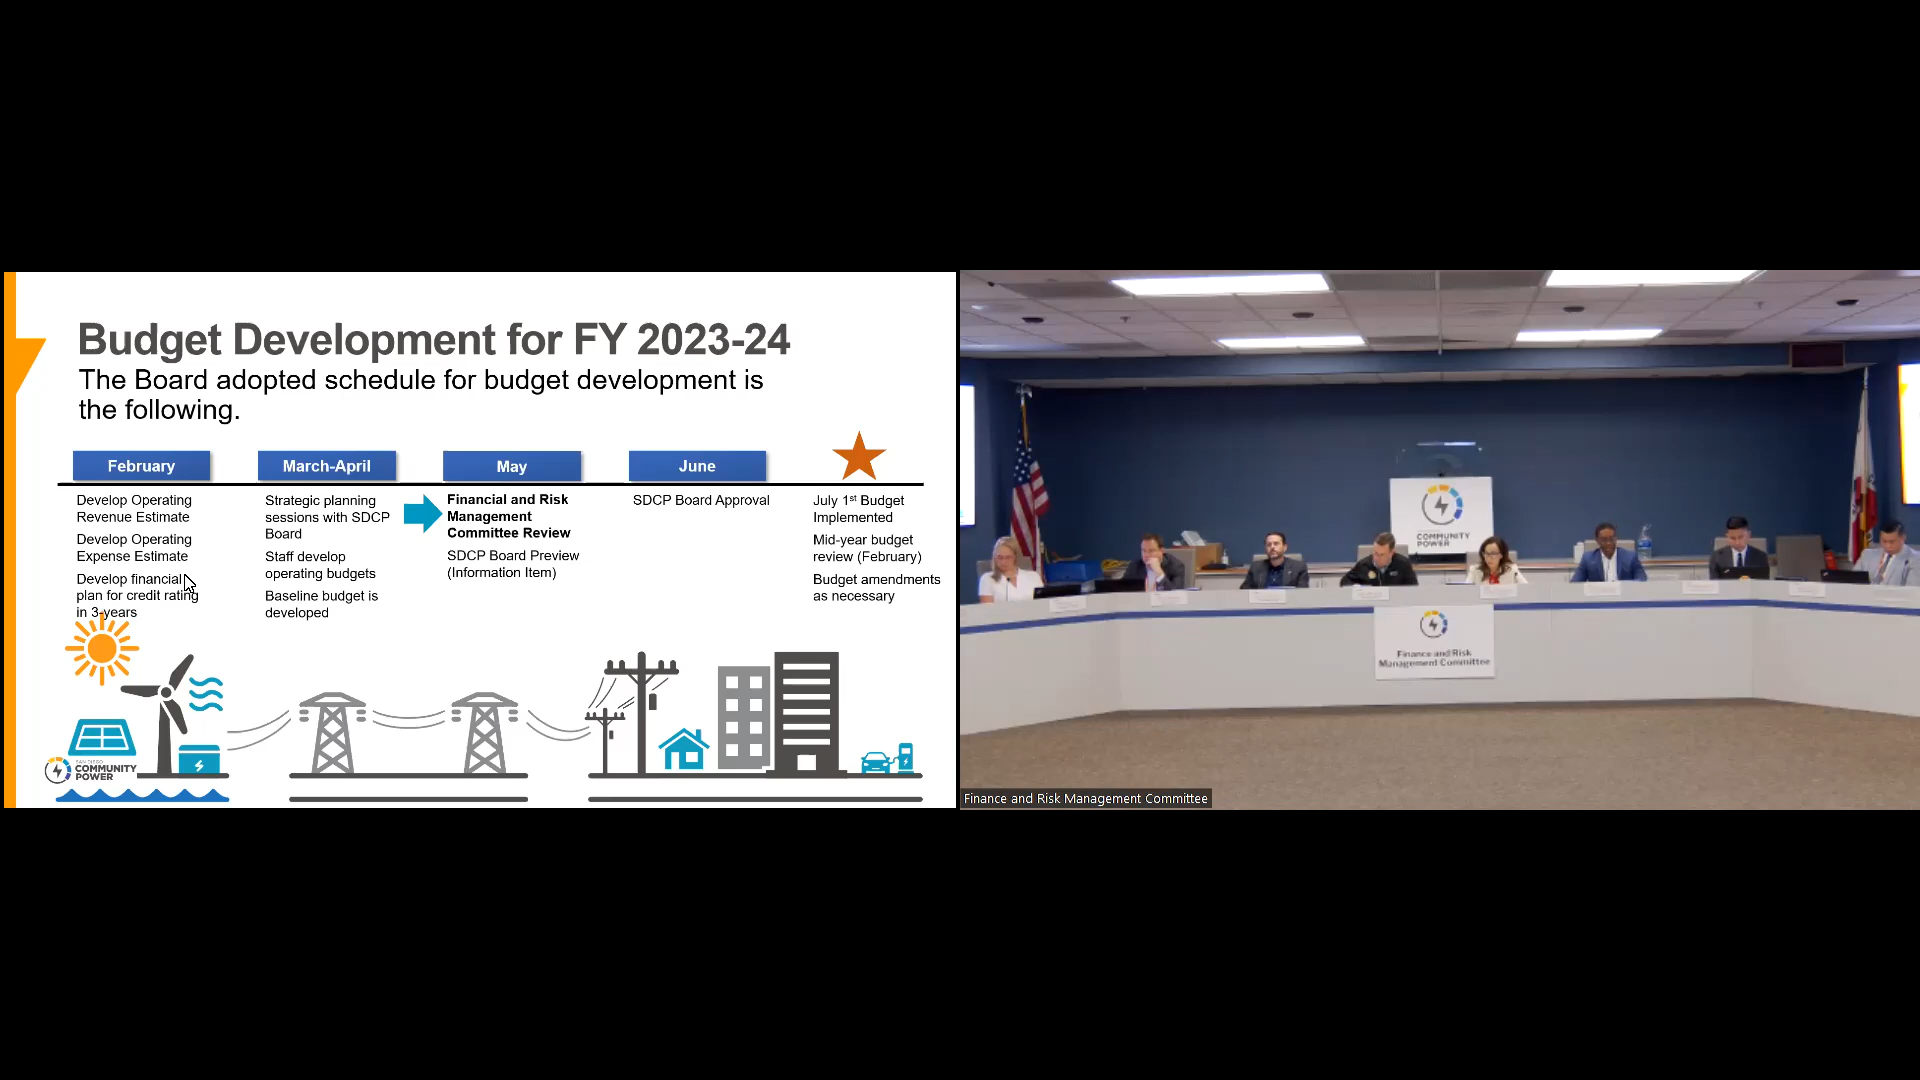 Budget Development for FY 2023-24
The Board adopted schedule for budget development is
the following.
February
Develop Operating
Revenue Estimate
Develop Operating
Expense Estimate
Develop financial
plan for credit rating
in 3-years
March-April
Strategic planning
sessions with SDCP
Board
Staff develop
operating budgets
Baseline budget is
developed
May
Financial and Risk
Management
Committee Review
SDCP Board Preview
(Information Item)
June
SDCP Board Approval
July 1st Budget
Implemented
Mid-year budget
review (February)
Budget amendments
as necessary
SAN DIEGO
COMMUNITY
POWER
COMMUNITY
POWER
Finance and Risk
Management Committee
Finance and Risk Management Committee